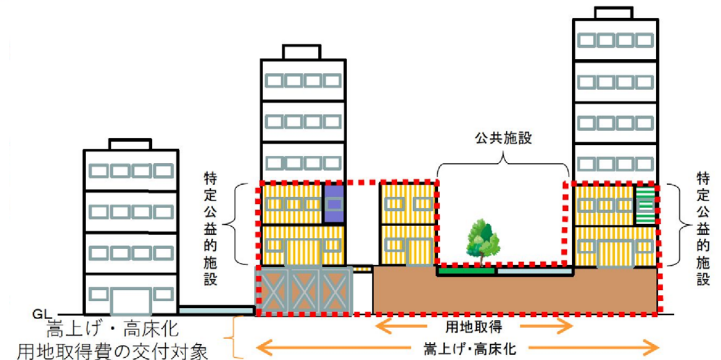 公共施設
特定公益的施設
特定公益的施設
GL
嵩上げ・高床化
用地取得費の交付対象
用地取得
嵩上げ・高床化